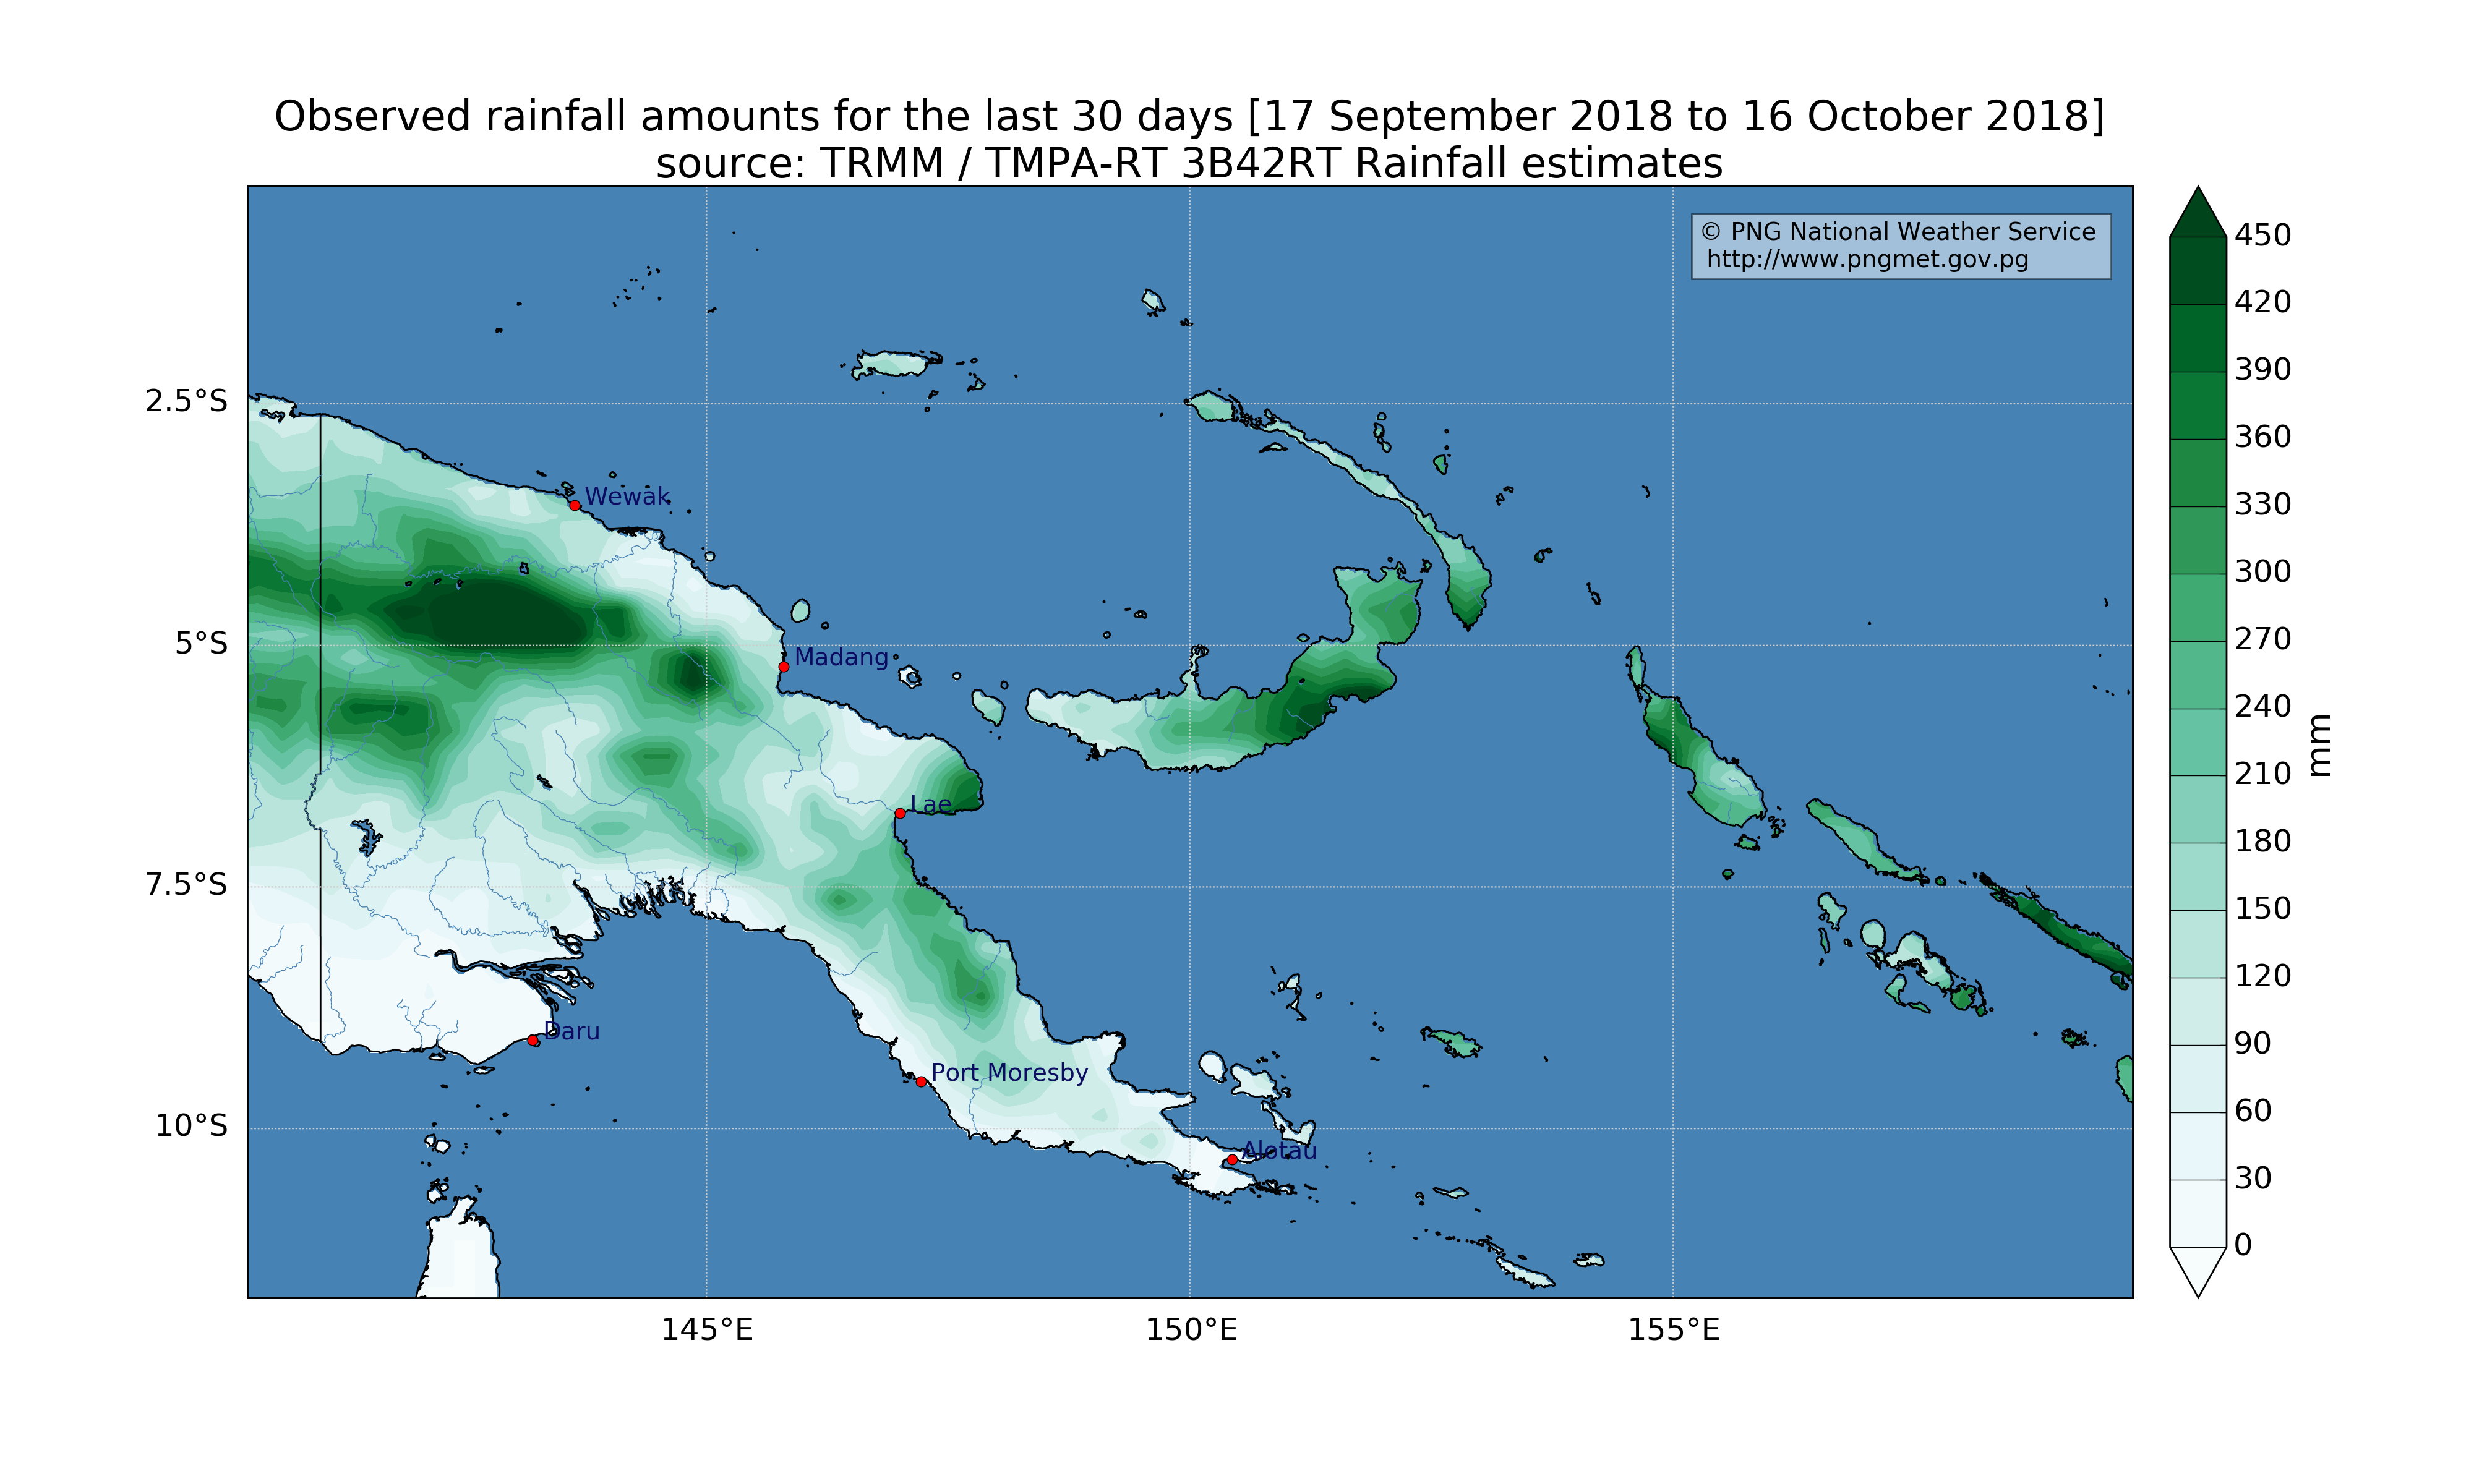 Observed rainfall amounts for the last 30 days [17 September 2018 to 16 October 2018]
source: TRMM / TMPA-RT 3B42RT Rainfall estimates
© PNG National Weather Service
http://www.pngmet.gov.pg
2.5°S
5°S
7.5°S
10°S
Wewak
Madang
Lae
Daru
Port Moresby
Alotau
145°E
150°E
155°E
450
420
390
360
330
300
270
240
210
180
150
120
90
60
30
0
mm